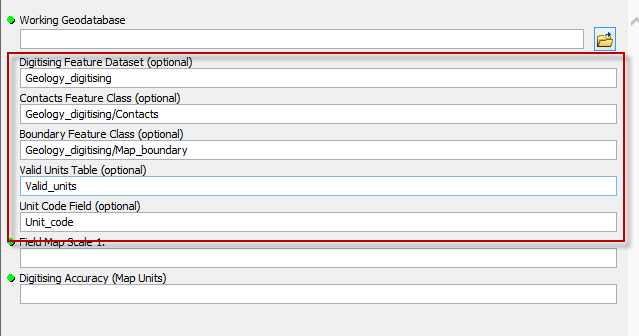 Working Geodatabase
Digitising Feature Dataset (optional)
Geology_digitising
Contacts Feature Class (optional)
Geology_digitising/Contacts
Boundary Feature Class (optional)
Geology_digitising/Map_boundary
Valid Units Table (optional)
Valid_units
Unit Code Field (optional)
Unit_code
Field Map Scale 1:
Digitising Accuracy (Map Units)